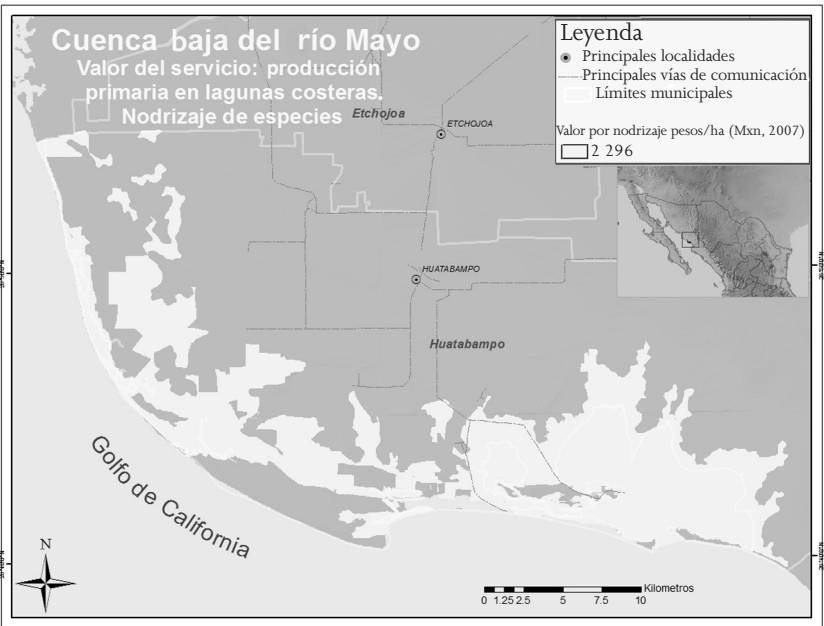 Cuenca baja del río Mayo
Valor del servicio: producción
primaria en lagunas costeras.
Nodrizaje de especies
Leyenda
Principales localidades
Principales vías de comunicación
Límites municipales
Valor por nodrizaje pesos/ha (Mxn, 2007)
2 296
Etchojoa
ETCHOJOA
HUATABAMPO
Huatabampo
Golfo de California
N
Kilometros
0 1.25 2.5 5 7.5 10